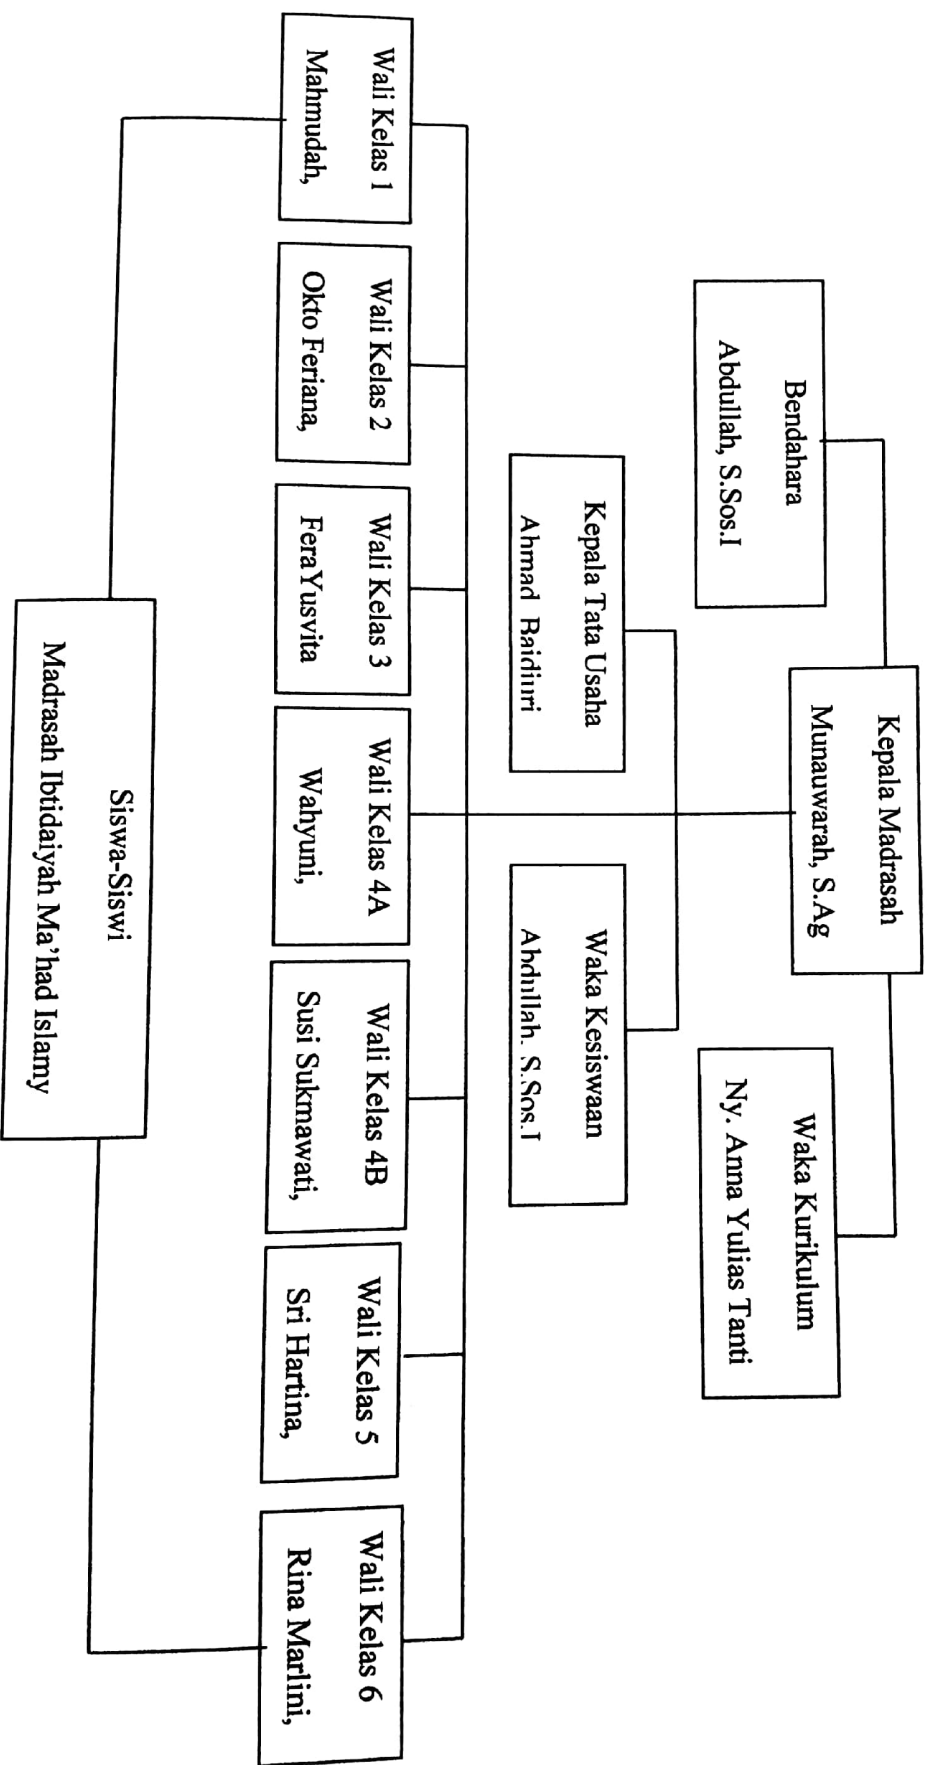 Kepala Madrasah
Munauwarah, S.Ag
Bendahara
Abdullah, S.Sos.I
Waka Kurikulum
Ny. Anna Yulias Tanti
Kepala Tata Usaha
Ahmad Baidiuri
Waka Kesiswaan
Abdullah. S.Sos.I
Wali Kelas 1
Mahmudah,
Wali Kelas 2
Okto Feriana,
Wali Kelas 3
FeraYusvita
Wali Kelas 4A
Wahyuni,
Wali Kelas 4B
Susi Sukmawati,
Wali Kelas 5
Sri Hartina,
Wali Kelas 6
Rina Marlini,
Siswa-Siswi
Madrasah Ibtidaiyah Ma’had Islamy